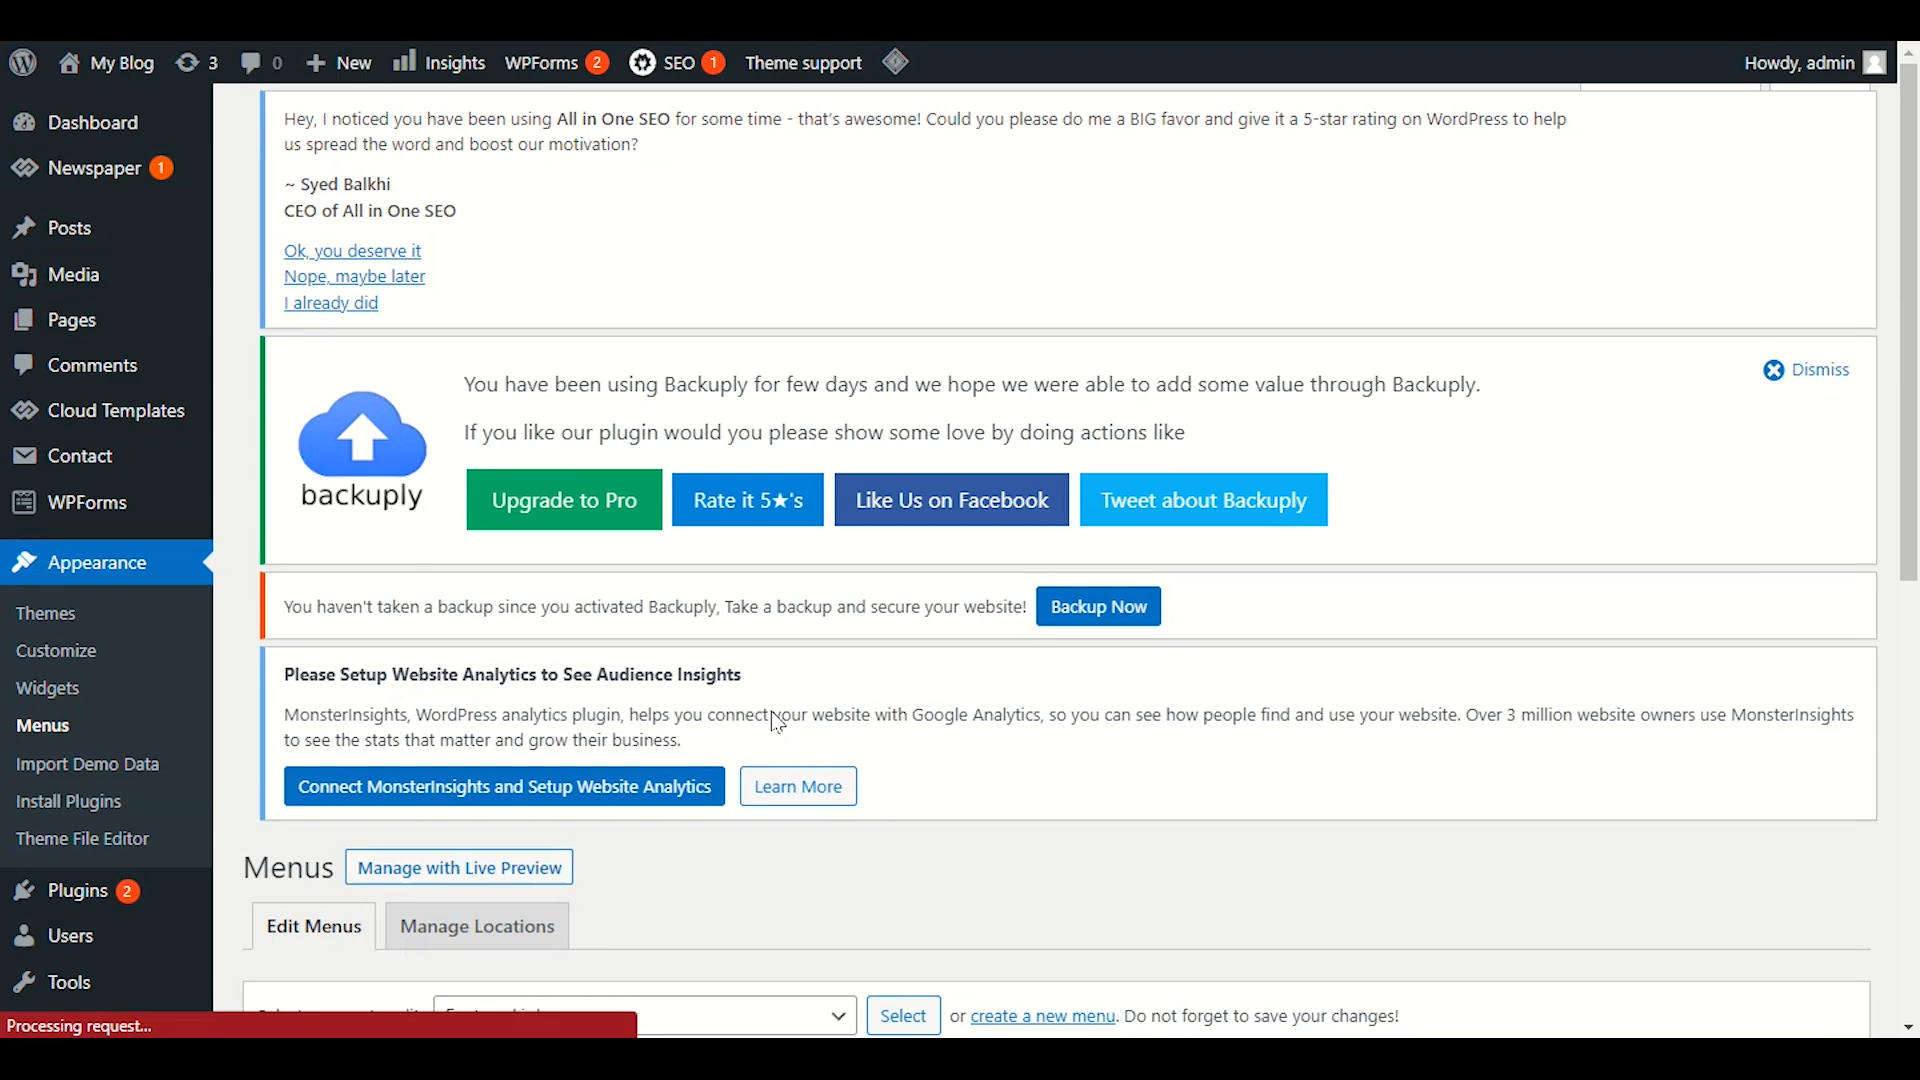 My Blog 3 0 New Insights WPForms 2 SEO 1 Theme support Howdy, admin
Dashboard
Newspaper 1
Posts
Media
Pages
Comments
Cloud Templates
Contact
WPForms
Appearance
Themes
Customize
Widgets
Menus
Import Demo Data
Install Plugins
Theme File Editor
Plugins 2
Users
Tools
Processing request...
Hey, I noticed you have been using All in One SEO for some time - that's awesome! Could you please do me a BIG favor and give it a 5-star rating on WordPress to help
us spread the word and boost our motivation?
~ Syed Balkhi
CEO of All in One SEO
Ok, you deserve it
Nope, maybe later
I already did
backuply
You have been using Backuply for few days and we hope we were able to add some value through Backuply.
Dismiss
If you like our plugin would you please show some love by doing actions like
Upgrade to Pro Rate it 5★'s Like Us on Facebook Tweet about Backuply
You haven't taken a backup since you activated Backuply, Take a backup and secure your website! Backup Now
Please Setup Website Analytics to See Audience Insights
MonsterInsights, WordPress analytics plugin, helps you connect your website with Google Analytics, so you can see how people find and use your website. Over 3 million website owners use MonsterInsights
to see the stats that matter and grow their business.
Connect MonsterInsights and Setup Website Analytics Learn More
Menus Manage with Live Preview
Edit Menus Manage Locations
Select or create a new menu. Do not forget to save your changes!